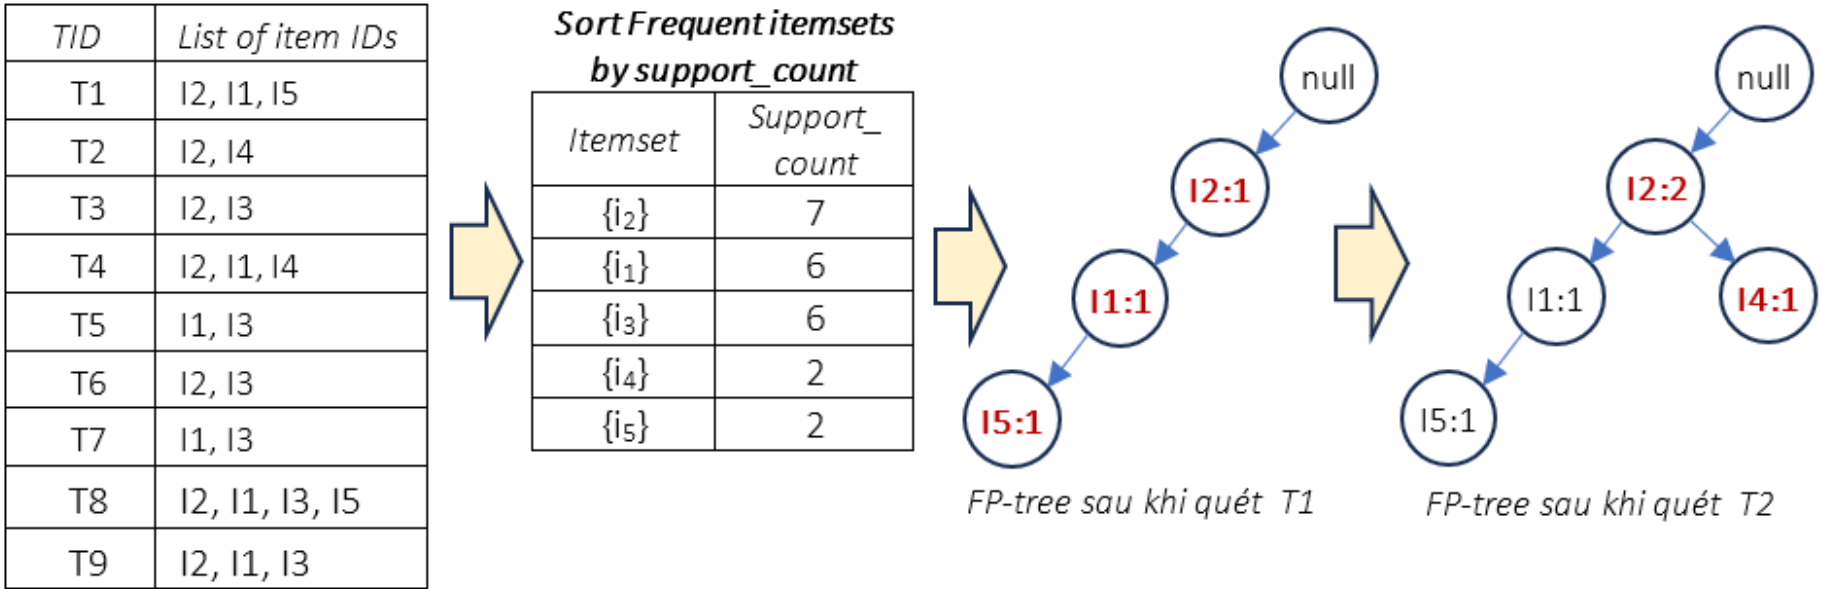 TID List of item IDs
T1 I2, I1, I5
T2 I2, I4
T3 I2, I3
T4 I2, I1, I4
T5 I1, I3
T6 I2, I3
T7 I1, I3
T8 I2, I1, I3, I5
T9 I2, I1, I3
Sort Frequent itemsets
by support_count
Itemset Support_
count
{i₂} 7
{i₁} 6
{i₃} 6
{i₄} 2
{i₅} 2
null
I2:1
I1:1
I5:1
FP-tree sau khi quét T1
null
I2:2
I1:1 I4:1
I5:1
FP-tree sau khi quét T2